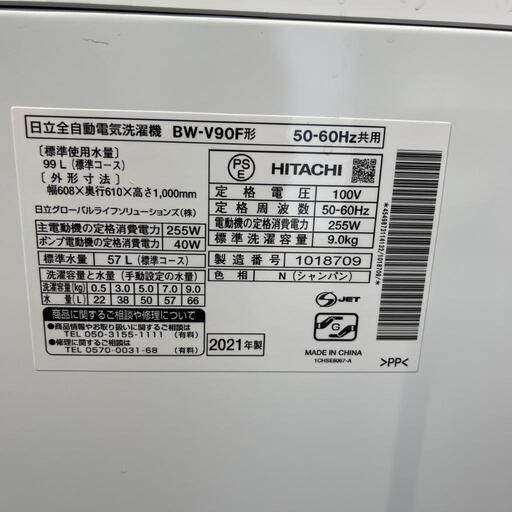 日立全自動電気洗濯機 BW-V90F形 50-60Hz共用
〔標準使用水量〕
99L(標準コース)
〔外形寸法〕
幅608×奥行610×高さ1,000mm
日立グローバルライフソリューションズ(株)
主電動機の定格消費電力 255W
ポンプ電動機の定格消費電力 40W
標準水量 57L(標準コース)
洗濯容量と水量(手動設定の水量)
洗濯容量(kg) 0.5 3.0 5.0 7.0 9.0
水量(L) 22 38 50 57 66
商品に関するご相談や修理について
●商品情報やお取り扱いに関するご相談は
TEL 050-3155-1111(有料)
●修理に関するご相談は
TEL 0570-0031-68(有料)
PS
E
HITACHI
定格電圧 100V
定格周波数 50-60Hz
電動機の定格消費電力 255W
標準洗濯容量 9.0kg
製造番号 1018709
色相 N(シャンパン)
2021年製
S-JET
G
MADE IN CHINA
1CHSE8067-A
>PP<